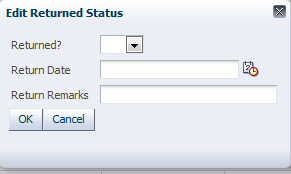 Edit Returned Status
Returned?
Return Date
Return Remarks
OK Cancel